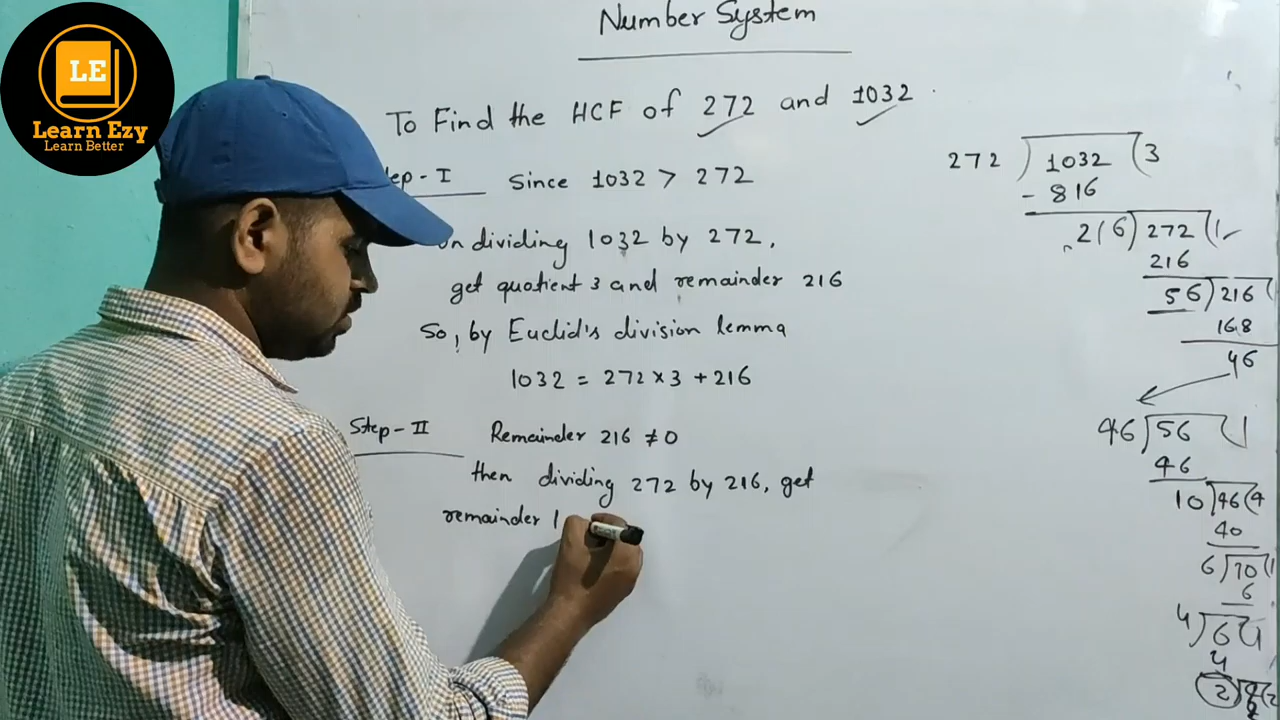 LE
Learn Ezy
Learn Better
Number System
To Find the HCF of 272 and 1032
ep - I Since 1032 > 272
on dividing 1032 by 272,
get quotient 3 and remainder 216
So, by Euclid's division lemma
1032 = 272 × 3 + 216
Step - II Remainder 216 ≠ 0
then dividing 272 by 216, get
remainder 1
272 ) 1032 ( 3
- 816
216 ) 272 ( 1
216
56 ) 216 (
168
46
46 ) 56 ( 1
46
10 ) 46 ( 4
40
6 ) 10 ( 1
6
4 ) 6 ( 1
4
2